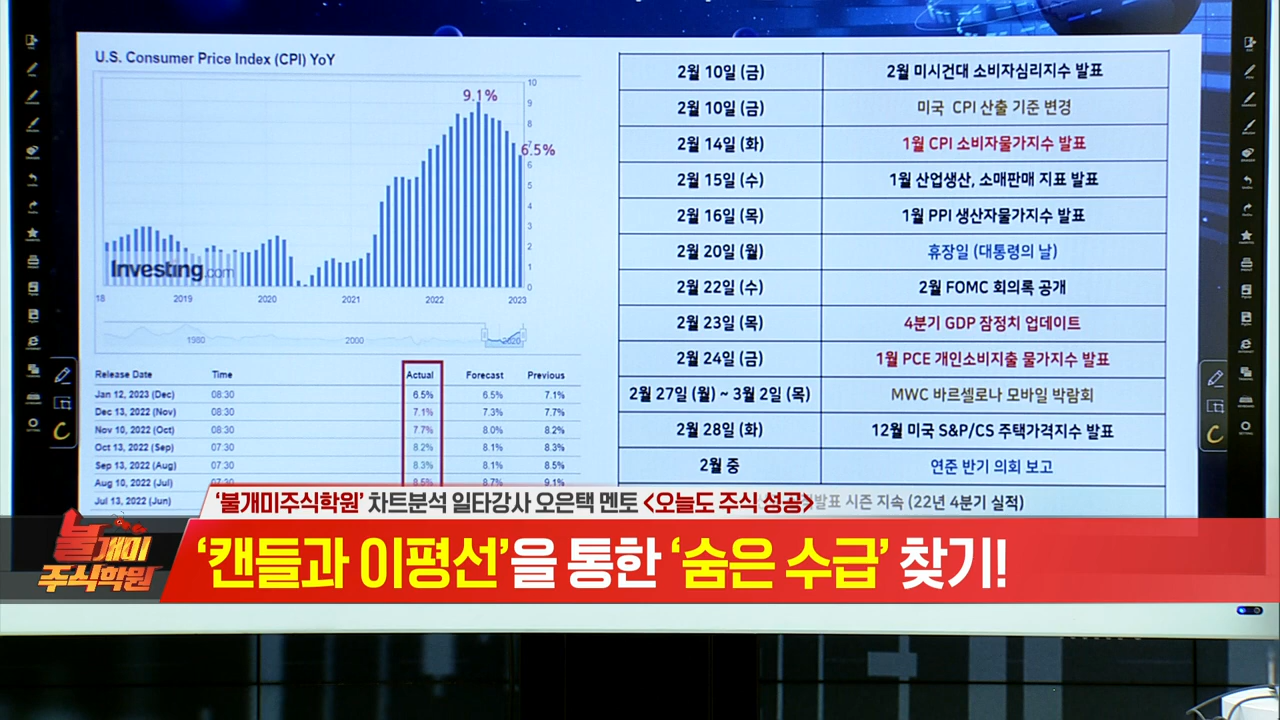 U.S. Consumer Price Index (CPI) YoY
10
9.1%
9
8
7
6.5%
6
5
4
3
2
1
0
Investing.com
18 2019 2020 2021 2022 2023
1980 2000 2020
Release Date Time Actual Forecast Previous
Jan 12, 2023 (Dec) 08:30 6.5% 6.5% 7.1%
Dec 13, 2022 (Nov) 08:30 7.1% 7.3% 7.7%
Nov 10, 2022 (Oct) 08:30 7.7% 8.0% 8.2%
Oct 13, 2022 (Sep) 07:30 8.2% 8.1% 8.3%
Sep 13, 2022 (Aug) 07:30 8.3% 8.1% 8.5%
Aug 10, 2022 (Jul) 07:30 8.5% 8.7% 9.1%
Jul 13, 2022 (Jun)
2월 10일 (금) 2월 미시건대 소비자심리지수 발표
2월 10일 (금) 미국 CPI 산출 기준 변경
2월 14일 (화) 1월 CPI 소비자물가지수 발표
2월 15일 (수) 1월 산업생산, 소매판매 지표 발표
2월 16일 (목) 1월 PPI 생산자물가지수 발표
2월 20일 (월) 휴장일 (대통령의 날)
2월 22일 (수) 2월 FOMC 회의록 공개
2월 23일 (목) 4분기 GDP 잠정치 업데이트
2월 24일 (금) 1월 PCE 개인소비지출 물가지수 발표
2월 27일 (월) ~ 3월 2일 (목) MWC 바르셀로나 모바일 박람회
2월 28일 (화) 12월 미국 S&P/CS 주택가격지수 발표
2월 중 연준 반기 의회 보고
발표 시즌 지속 (22년 4분기 실적)
'불개미주식학원' 차트분석 일타강사 오은택 멘토 <오늘도 주식 성공>
불개미
주식학원
'캔들과 이평선'을 통한 '숨은 수급' 찾기!